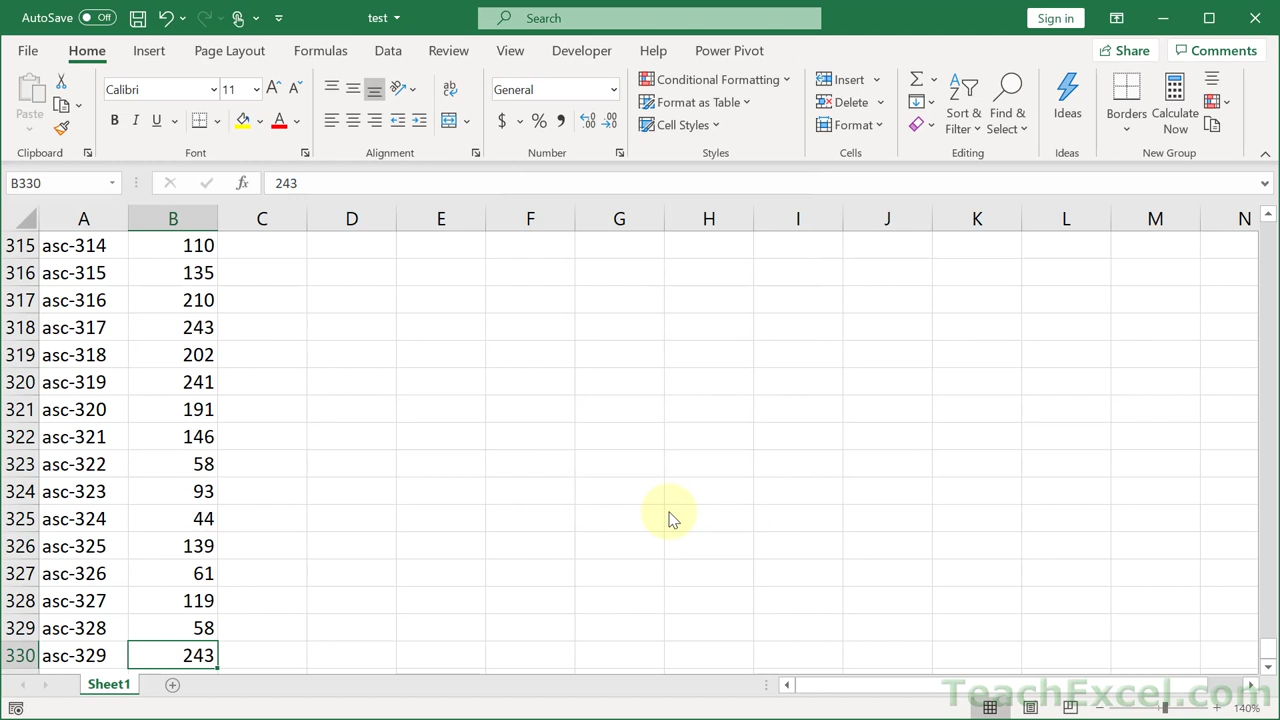 AutoSave Off test Search Sign in
File Home Insert Page Layout Formulas Data Review View Developer Help Power Pivot Share Comments
Calibri 11 General Conditional Formatting Insert
Format as Table Delete
Paste Cell Styles Format
Sort & Filter Find & Select Ideas Borders Calculate Now
B I U $ %
Clipboard Font Alignment Number Styles Cells Editing Ideas New Group
B330 fx 243
A B C D E F G H I J K L M N
315 asc-314 110
316 asc-315 135
317 asc-316 210
318 asc-317 243
319 asc-318 202
320 asc-319 241
321 asc-320 191
322 asc-321 146
323 asc-322 58
324 asc-323 93
325 asc-324 44
326 asc-325 139
327 asc-326 61
328 asc-327 119
329 asc-328 58
330 asc-329 243
Sheet1
TeachExcel.com
140%